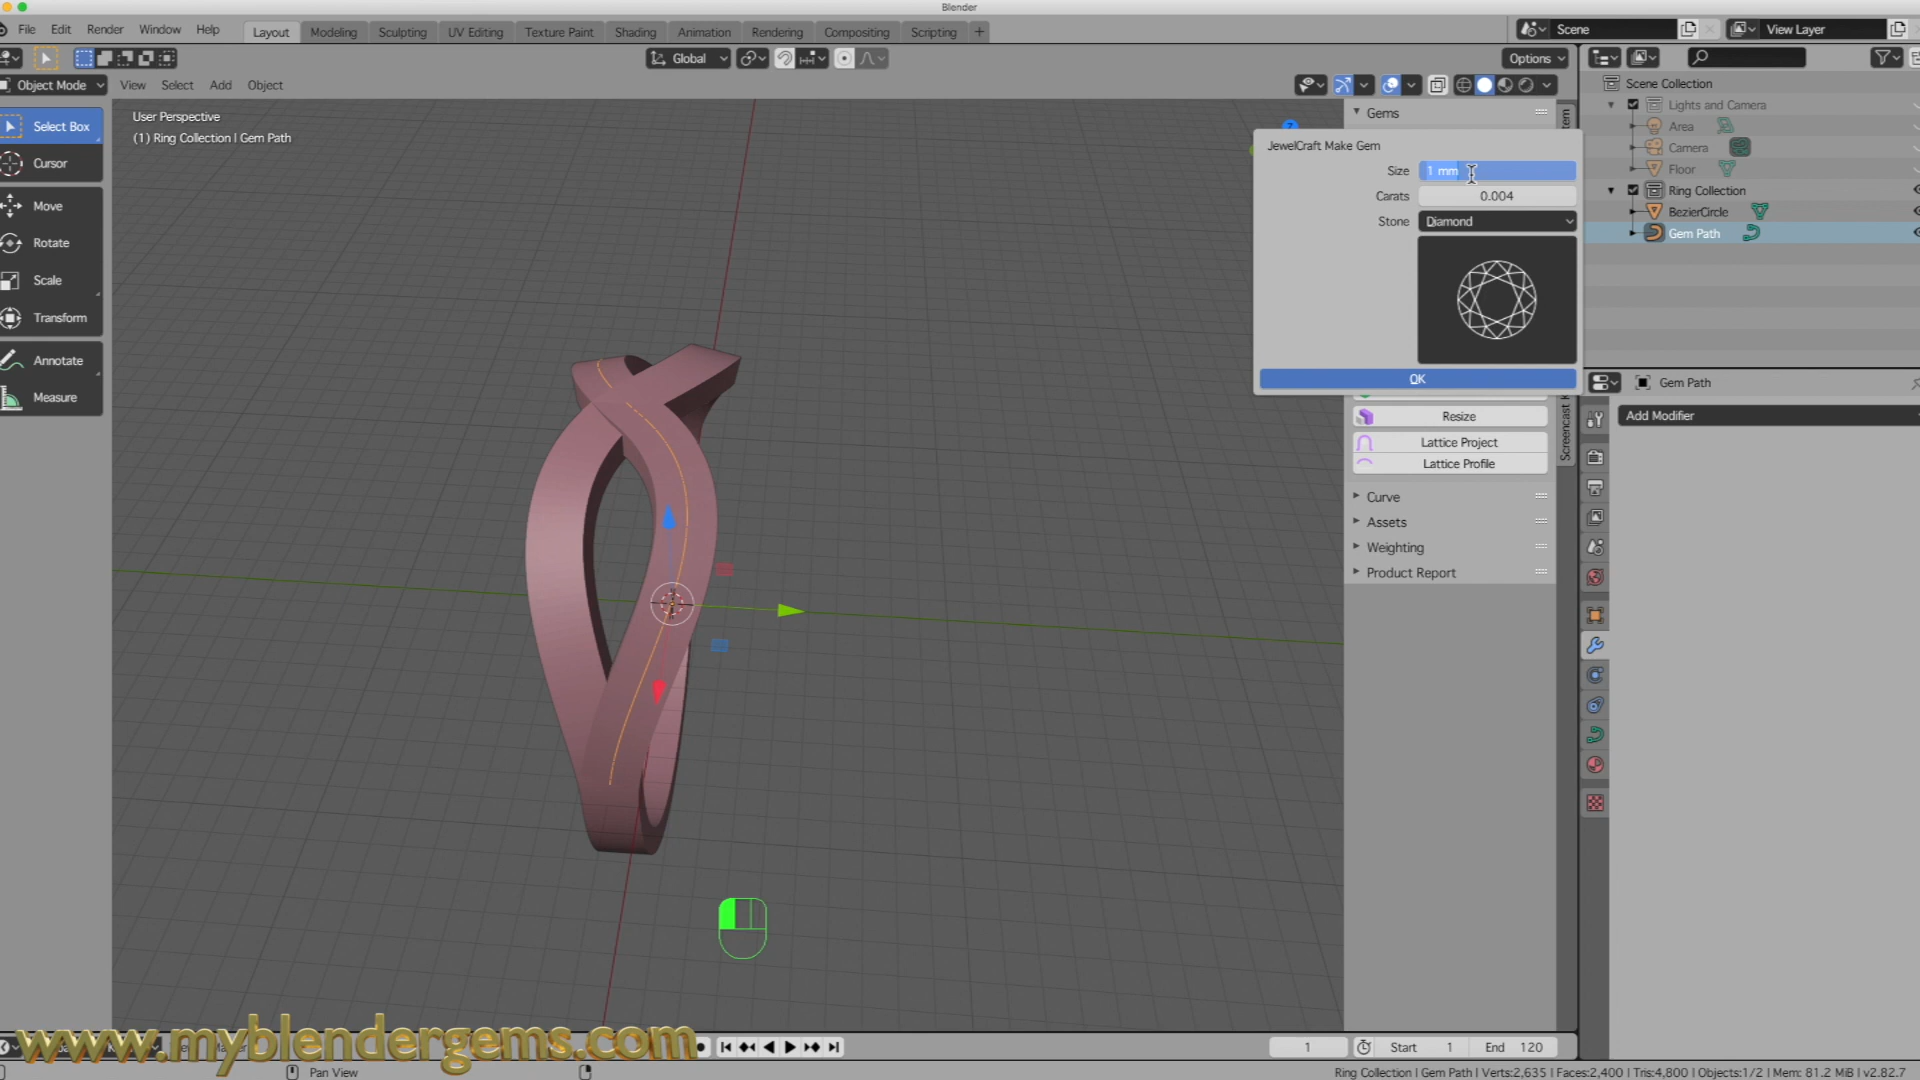 Blender
File Edit Render Window Help
Layout Modeling Sculpting UV Editing Texture Paint Shading Animation Rendering Compositing Scripting +
Scene
View Layer
Global
Options
Object Mode View Select Add Object
Select Box
Cursor
Move
Rotate
Scale
Transform
Annotate
Measure
User Perspective
(1) Ring Collection | Gem Path
Gems
JewelCraft Make Gem
Size 1 mm
Carats 0.004
Stone Diamond
OK
Resize
Lattice Project
Lattice Profile
Curve
Assets
Weighting
Product Report
Scene Collection
Lights and Camera
Area
Camera
Floor
Ring Collection
BezierCircle
Gem Path
Gem Path
Add Modifier
www.myblendergems.com
1
Start 1
End 120
Pan View
Ring Collection | Gem Path | Verts:2,635 | Faces:2,400 | Tris:4,800 | Objects:1/2 | Mem: 81.2 MiB | v2.82.7